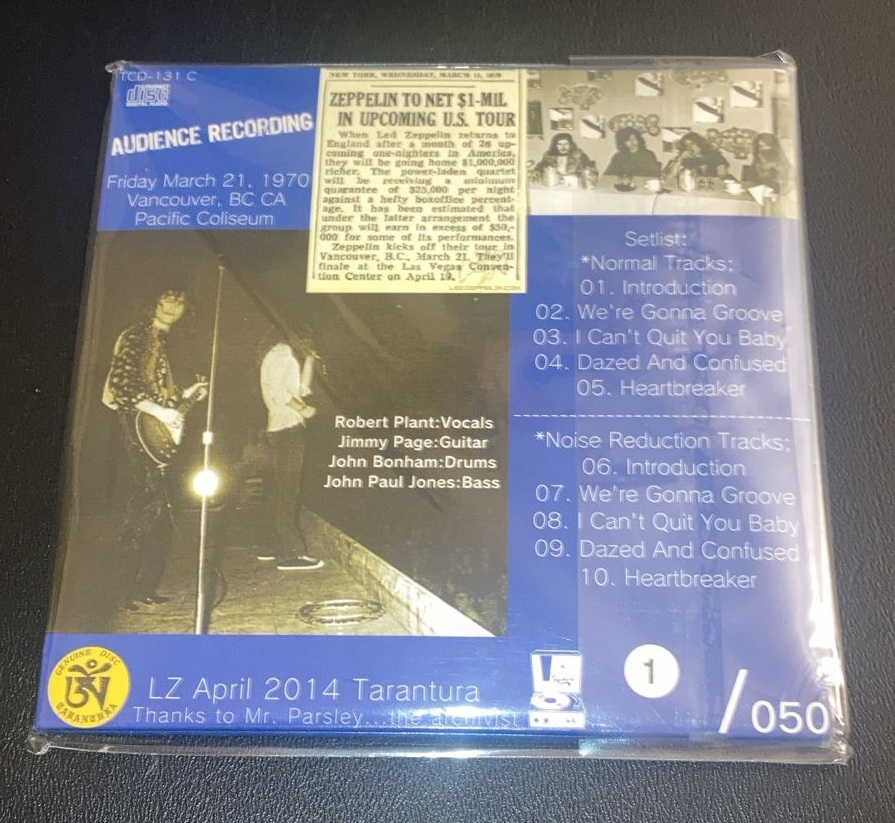 TCD-131 C
COMPACT
disc
DIGITAL AUDIO
AUDIENCE RECORDING
Friday March 21, 1970
Vancouver, BC CA
Pacific Coliseum
NEW YORK, WEDNESDAY, MARCH
ZEPPELIN TO NET $1-MIL
IN UPCOMING U.S. TOUR
When Led Zeppelin returns to
England after a month of 26 up-
coming one-nighters in America,
they will be going home $1,000,000
richer. The power-laden quartet
will be receiving a minimum
guarantee of $25,000 per night
against a hefty boxoffice percent-
age. It has been estimated that
under the latter arrangement the
group will earn in excess of $50,-
000 for some of its performances.
Zeppelin kicks off their tour in
Vancouver, B.C., March 21. They'll
finale at the Las Vegas Conven-
tion Center on April 19.
LEDZEPPELIN.COM
Robert Plant:Vocals
Jimmy Page:Guitar
John Bonham:Drums
John Paul Jones:Bass
Setlist:
*Normal Tracks:
01. Introduction
02. We're Gonna Groove
03. I Can't Quit You Baby
04. Dazed And Confused
05. Heartbreaker
*Noise Reduction Tracks:
06. Introduction
07. We're Gonna Groove
08. I Can't Quit You Baby
09. Dazed And Confused
10. Heartbreaker
GENUINE DISC
TARANTURA
LZ April 2014 Tarantura
Thanks to Mr. Parsley...the archivist
1
/050